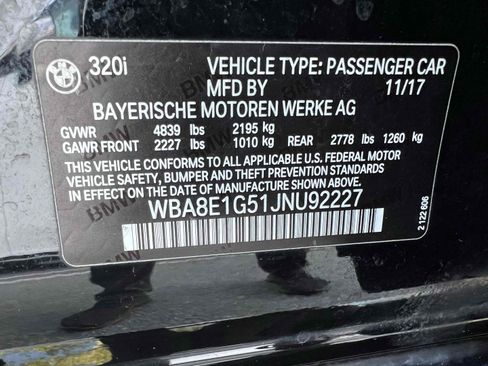 320i VEHICLE TYPE: PASSENGER CAR
MFD BY 11/17
BAYERISCHE MOTOREN WERKE AG
GVWR 4839 lbs 2195 kg
GAWR FRONT 2227 lbs 1010 kg REAR 2778 lbs 1260 kg
THIS VEHICLE CONFORMS TO ALL APPLICABLE U.S. FEDERAL MOTOR
VEHICLE SAFETY, BUMPER AND THEFT PREVENTION STANDARDS
IN EFFECT ON THE DATE OF MANUFACTURE SHOWN ABOVE.
WBA8E1G51JNU92227
2 122 606